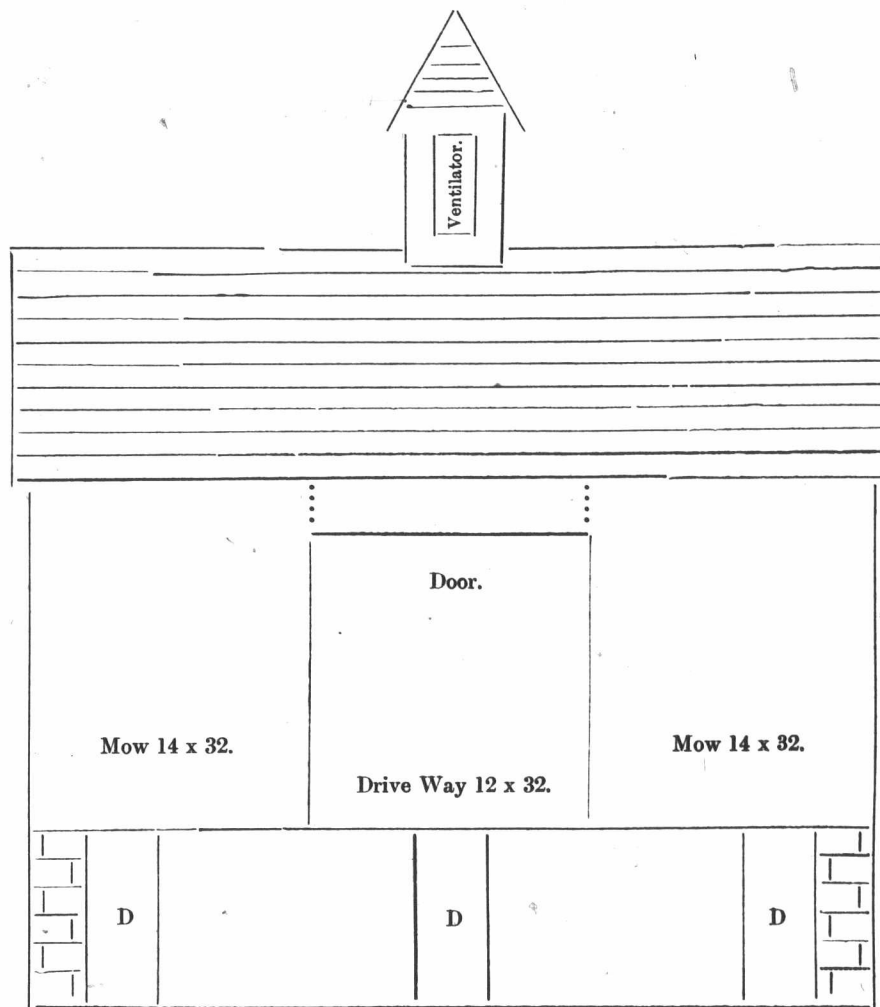 Ventilator.
Door.
Mow 14 x 32.
Mow 14 x 32.
Drive Way 12 x 32.
D
D
D